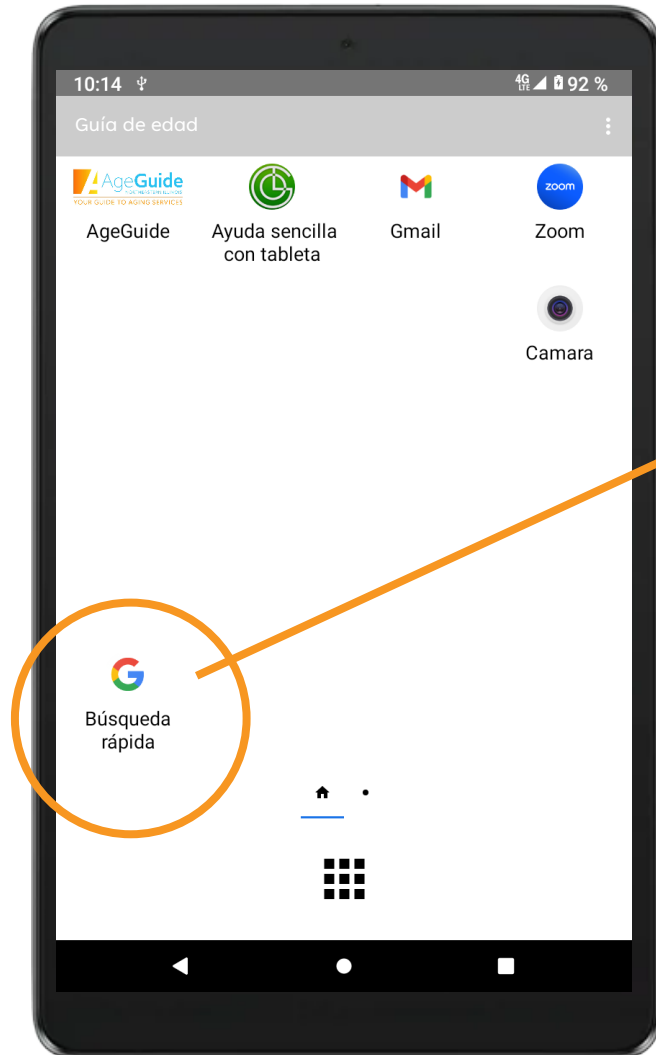 10:14
4G
LTE
92 %
Guía de edad
AgeGuide
YOUR GUIDE TO AGING SERVICES
zoom
AgeGuide
Ayuda sencilla
con tableta
Gmail
Zoom
Camara
G
Búsqueda
rápida